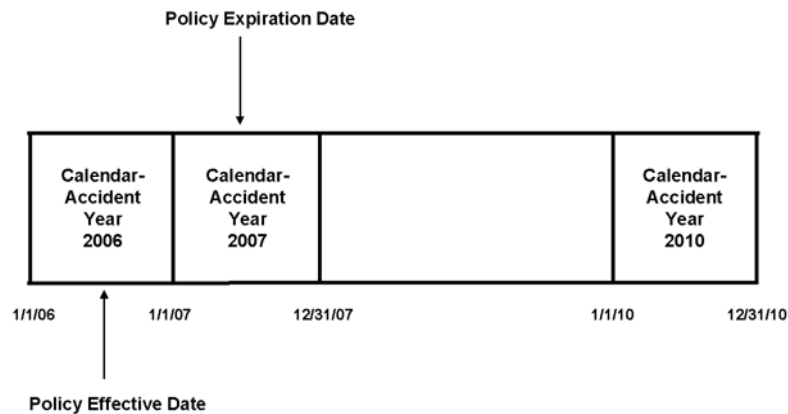 Policy Expiration Date
Calendar-
Accident
Year
2006
Calendar-
Accident
Year
2007
Calendar-
Accident
Year
2010
1/1/06
1/1/07
12/31/07
1/1/10
12/31/10
Policy Effective Date